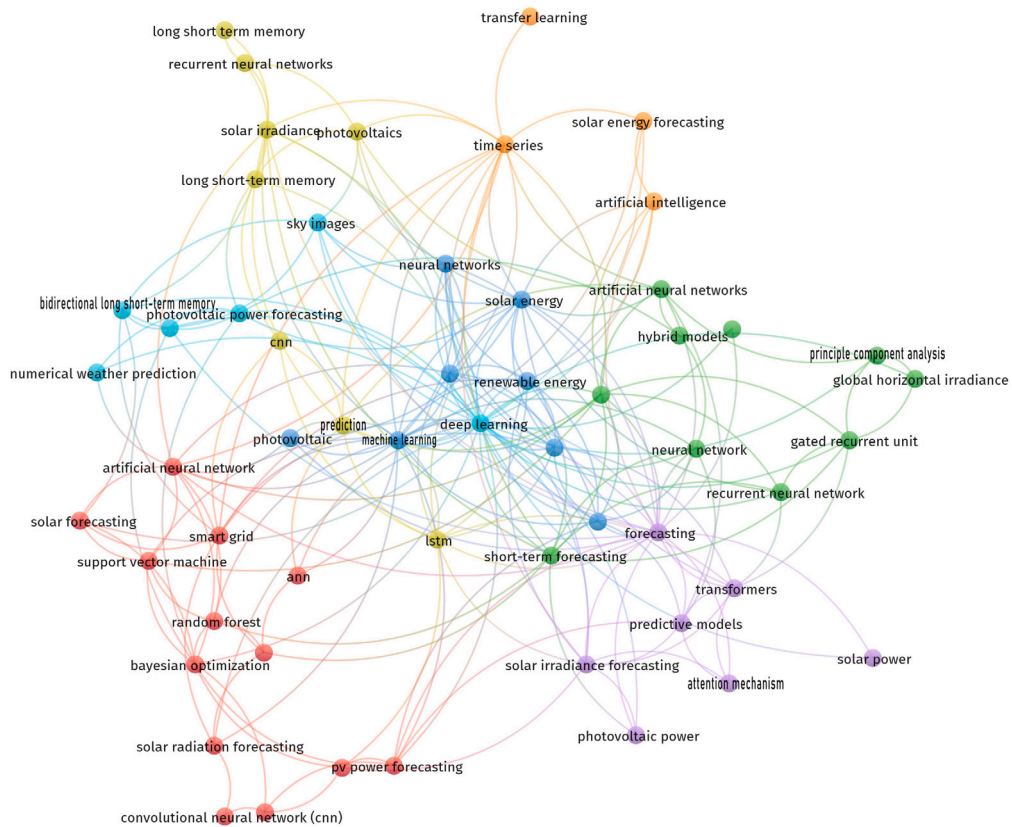 transfer learning
long short term memory
recurrent neural networks
solar energy forecasting
solar irradiance
photovoltaics
time series
long short-term memory
artificial intelligence
sky images
neural networks
artificial neural networks
solar energy
bidirectional long short-term memory
photovoltaic power forecasting
hybrid models
cnn
principle component analysis
numerical weather prediction
renewable energy
global horizontal irradiance
prediction
deep learning
photovoltaic
machine learning
gated recurrent unit
neural network
artificial neural network
recurrent neural network
solar forecasting
smart grid
lstm
forecasting
support vector machine
short-term forecasting
ann
transformers
random forest
predictive models
bayesian optimization
solar irradiance forecasting
solar power
attention mechanism
photovoltaic power
solar radiation forecasting
pv power forecasting
convolutional neural network (cnn)